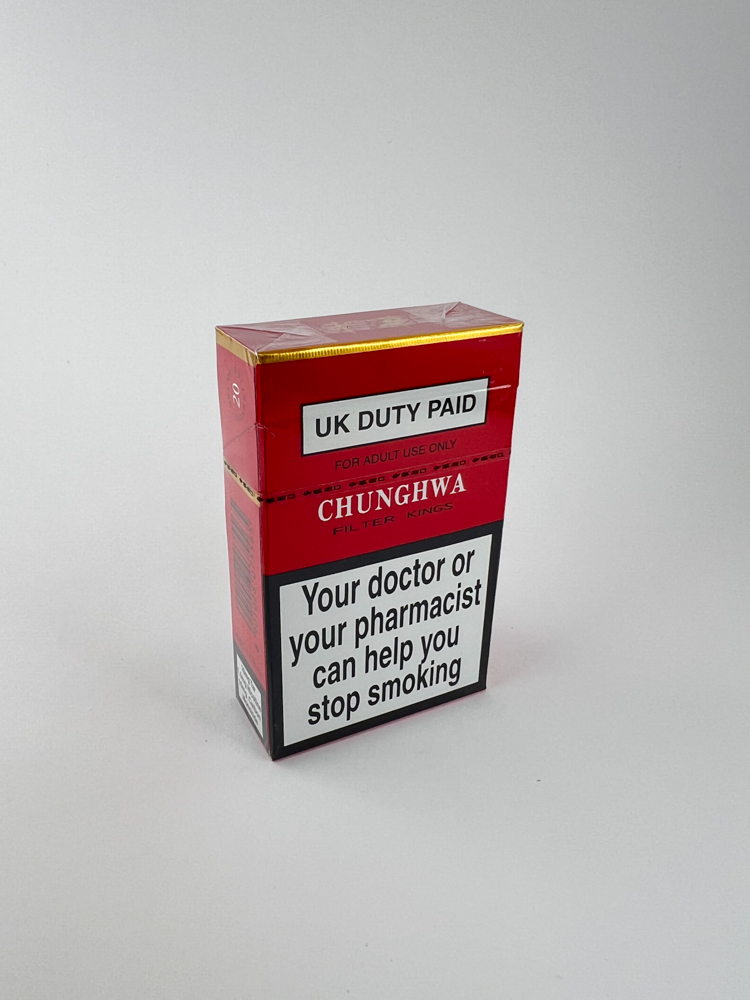 20
UK DUTY PAID
FOR ADULT USE ONLY
CHUNGHWA
FILTER KINGS
Your doctor or
your pharmacist
can help you
stop smoking